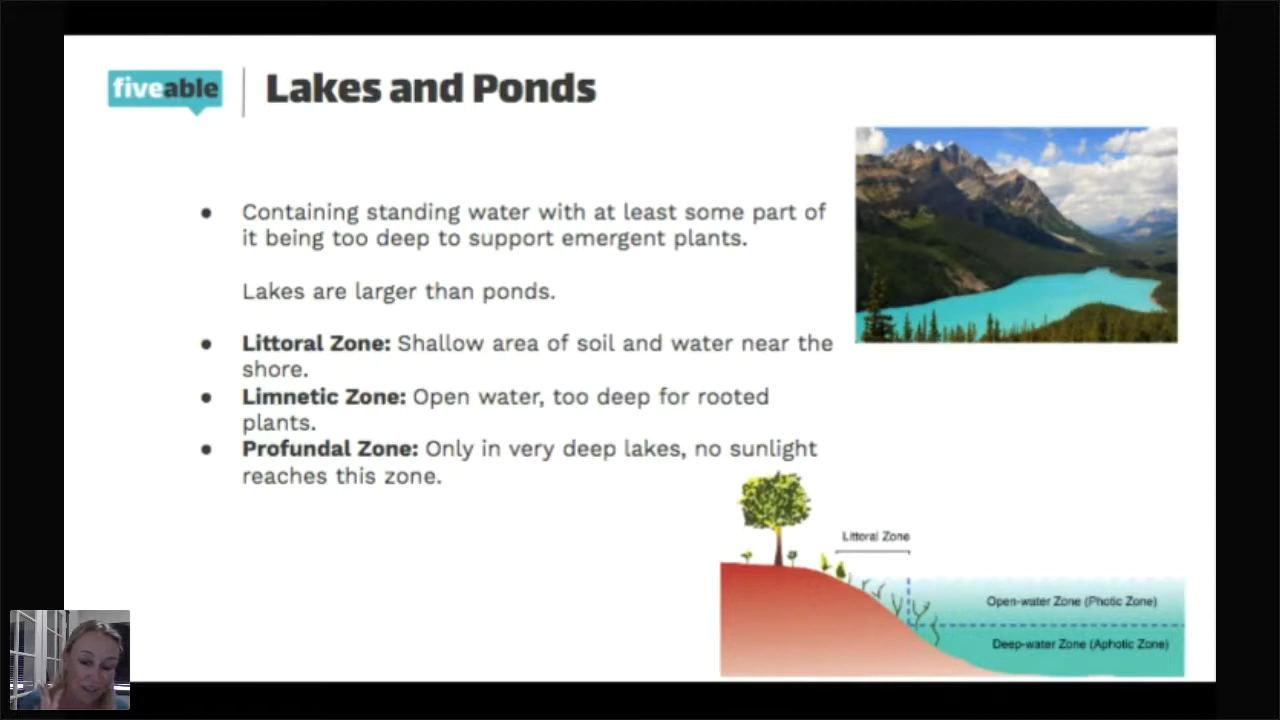 fiveable
Lakes and Ponds
● Containing standing water with at least some part of
it being too deep to support emergent plants.
Lakes are larger than ponds.
● Littoral Zone: Shallow area of soil and water near the
shore.
● Limnetic Zone: Open water, too deep for rooted
plants.
● Profundal Zone: Only in very deep lakes, no sunlight
reaches this zone.
Littoral Zone
Open-water Zone (Photic Zone)
Deep-water Zone (Aphotic Zone)